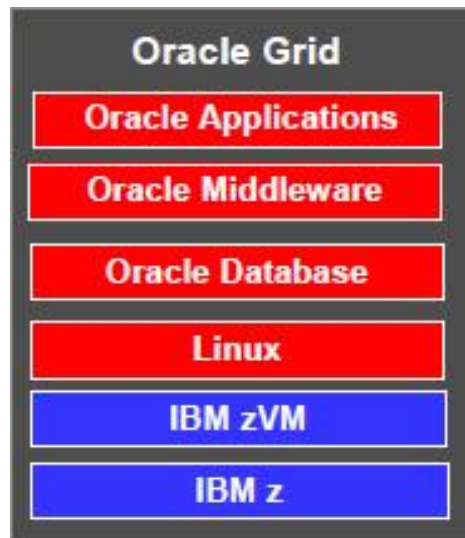 Oracle Grid
Oracle Applications
Oracle Middleware
Oracle Database
Linux
IBM zVM
IBM z